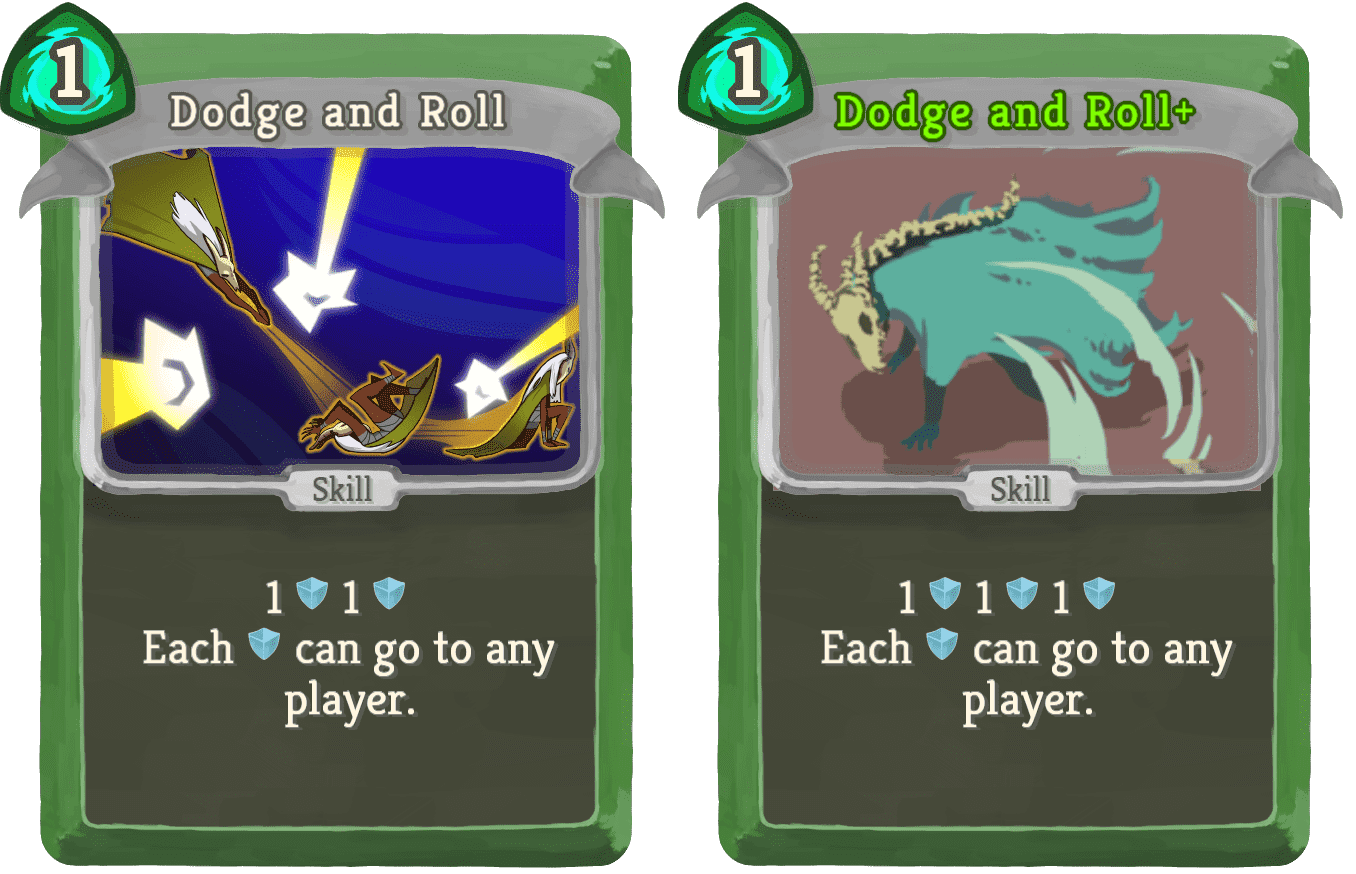 1
Dodge and Roll
Skill
1 1
Each can go to any
player.
1
Dodge and Roll+
Skill
1 1 1
Each can go to any
player.